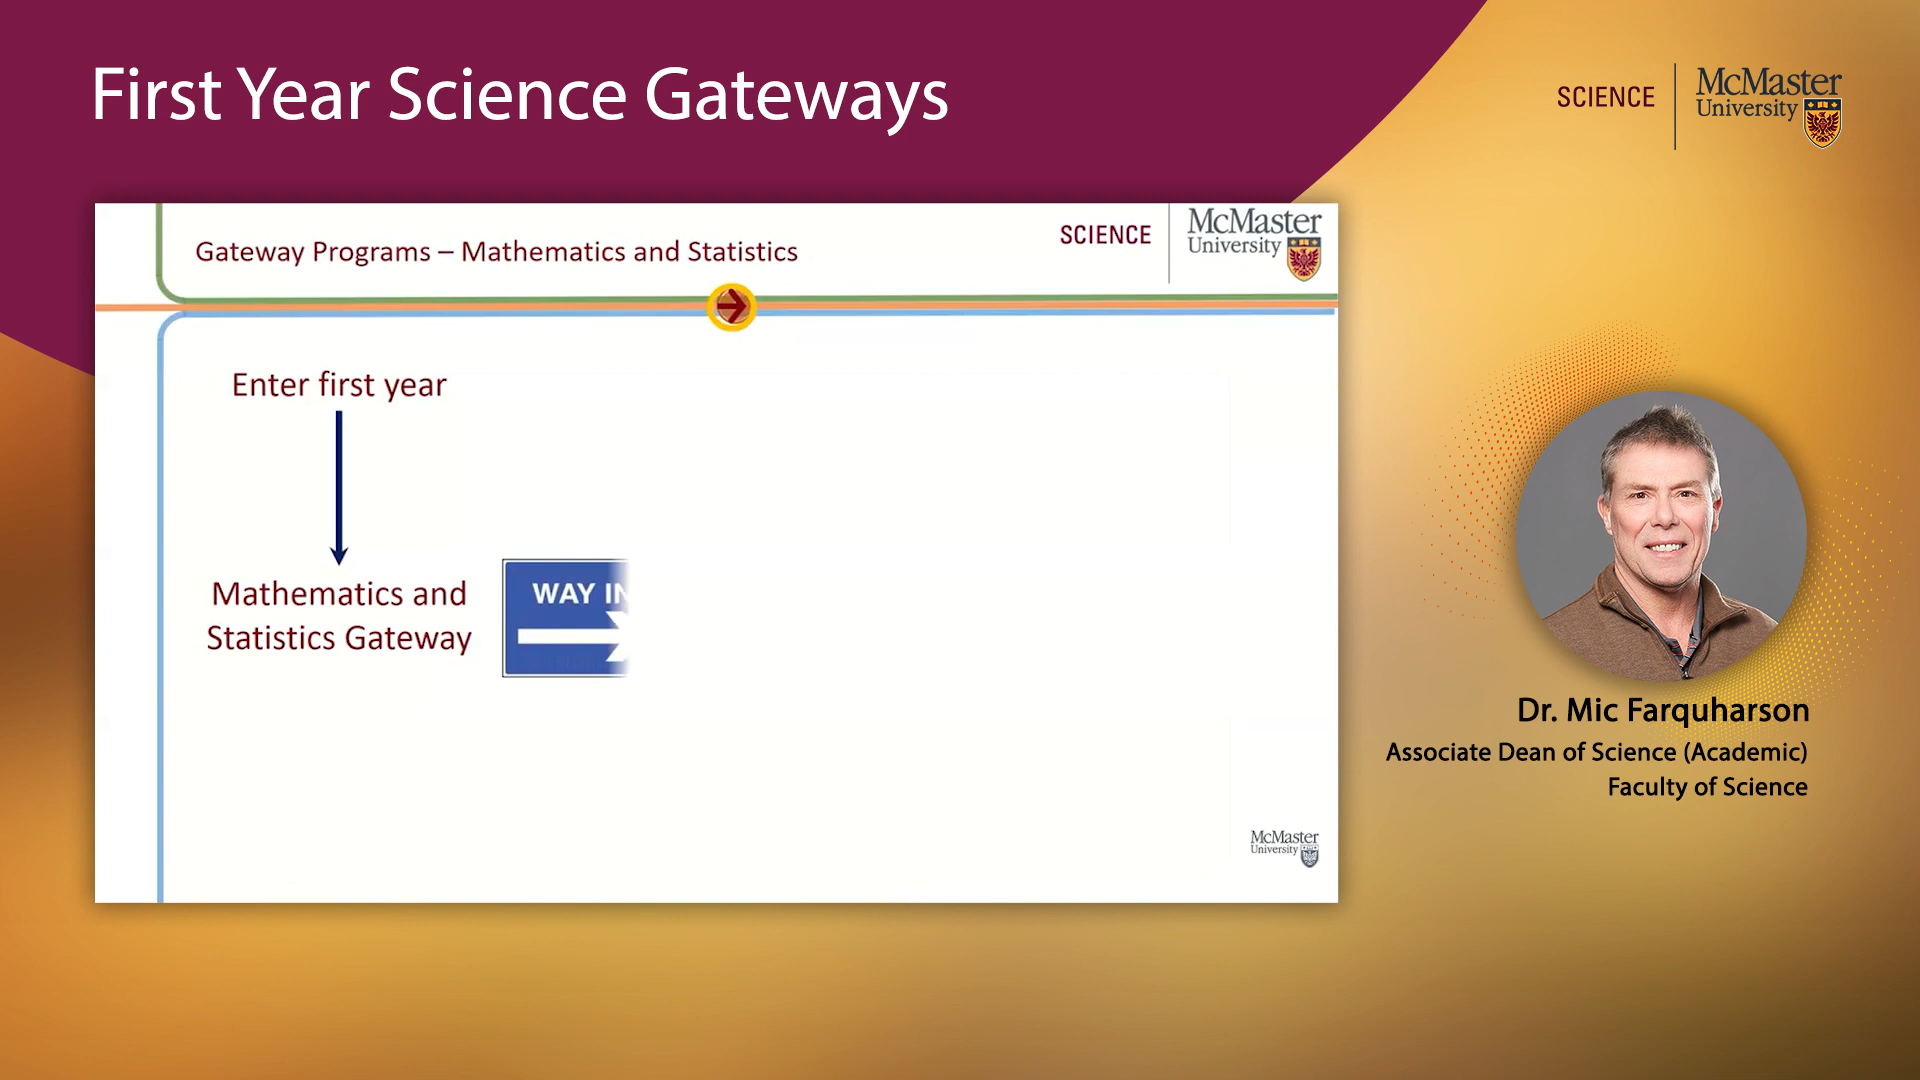 First Year Science Gateways
SCIENCE
McMaster
University
Gateway Programs – Mathematics and Statistics
SCIENCE
McMaster
University
Enter first year
Mathematics and
Statistics Gateway
WAY IN
Dr. Mic Farquharson
Associate Dean of Science (Academic)
Faculty of Science
McMaster
University